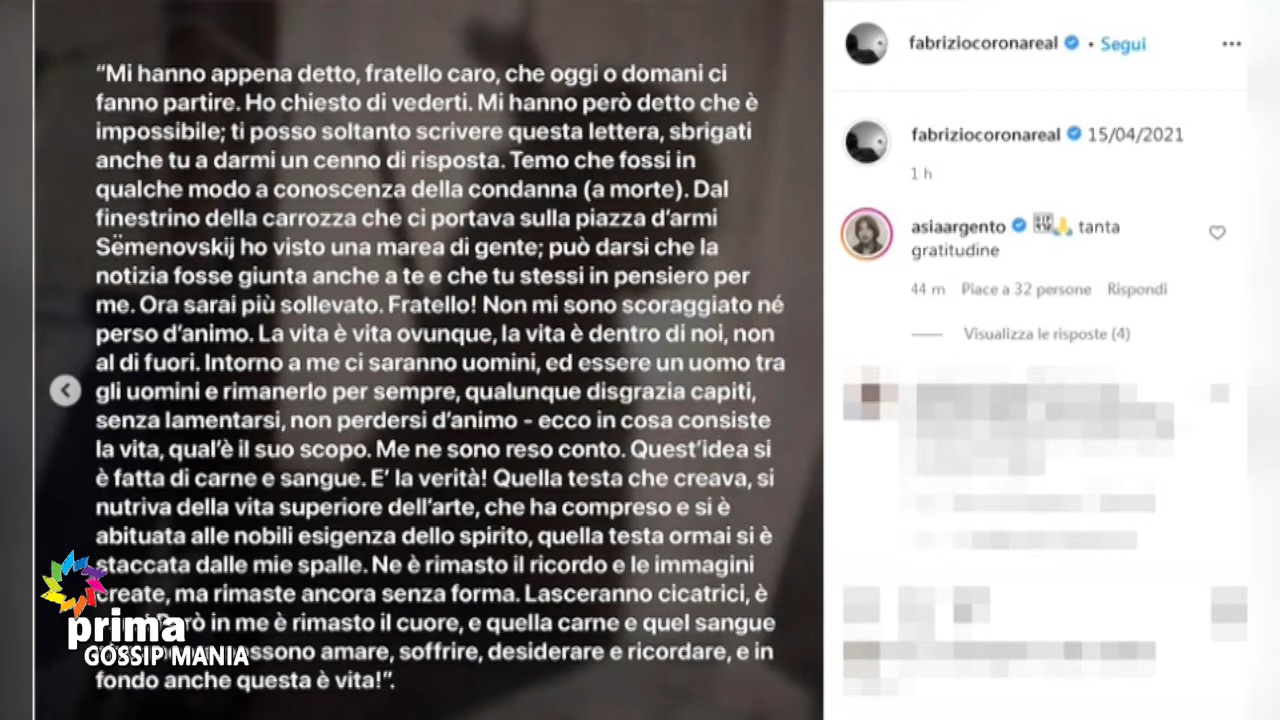 “Mi hanno appena detto, fratello caro, che oggi o domani ci
fanno partire. Ho chiesto di vederti. Mi hanno però detto che è
impossibile; ti posso soltanto scrivere questa lettera, sbrigati
anche tu a darmi un cenno di risposta. Temo che fossi in
qualche modo a conoscenza della condanna (a morte). Dal
finestrino della carrozza che ci portava sulla piazza d’armi
Sëmenovskij ho visto una marea di gente; può darsi che la
notizia fosse giunta anche a te e che tu stessi in pensiero per
me. Ora sarai più sollevato. Fratello! Non mi sono scoraggiato né
perso d’animo. La vita è vita ovunque, la vita è dentro di noi, non
al di fuori. Intorno a me ci saranno uomini, ed essere un uomo tra
gli uomini e rimanerlo per sempre, qualunque disgrazia capiti,
senza lamentarsi, non perdersi d’animo - ecco in cosa consiste
la vita, qual’è il suo scopo. Me ne sono reso conto. Quest’idea si
è fatta di carne e sangue. E’ la verità! Quella testa che creava, si
nutriva della vita superiore dell’arte, che ha compreso e si è
abituata alle nobili esigenza dello spirito, quella testa ormai si è
staccata dalle mie spalle. Ne è rimasto il ricordo e le immagini
create, ma rimaste ancora senza forma. Lasceranno cicatrici, è
in me è rimasto il cuore, e quella carne e quel sangue
amare, soffrire, desiderare e ricordare, e in
fondo anche questa è vita!”.
prima
GOSSIP MANIA
fabriziocoronareal • Segui
fabriziocoronareal 15/04/2021
1 h
asiaargento tanta
gratitudine
44 m Piace a 32 persone Rispondi
Visualizza le risposte (4)